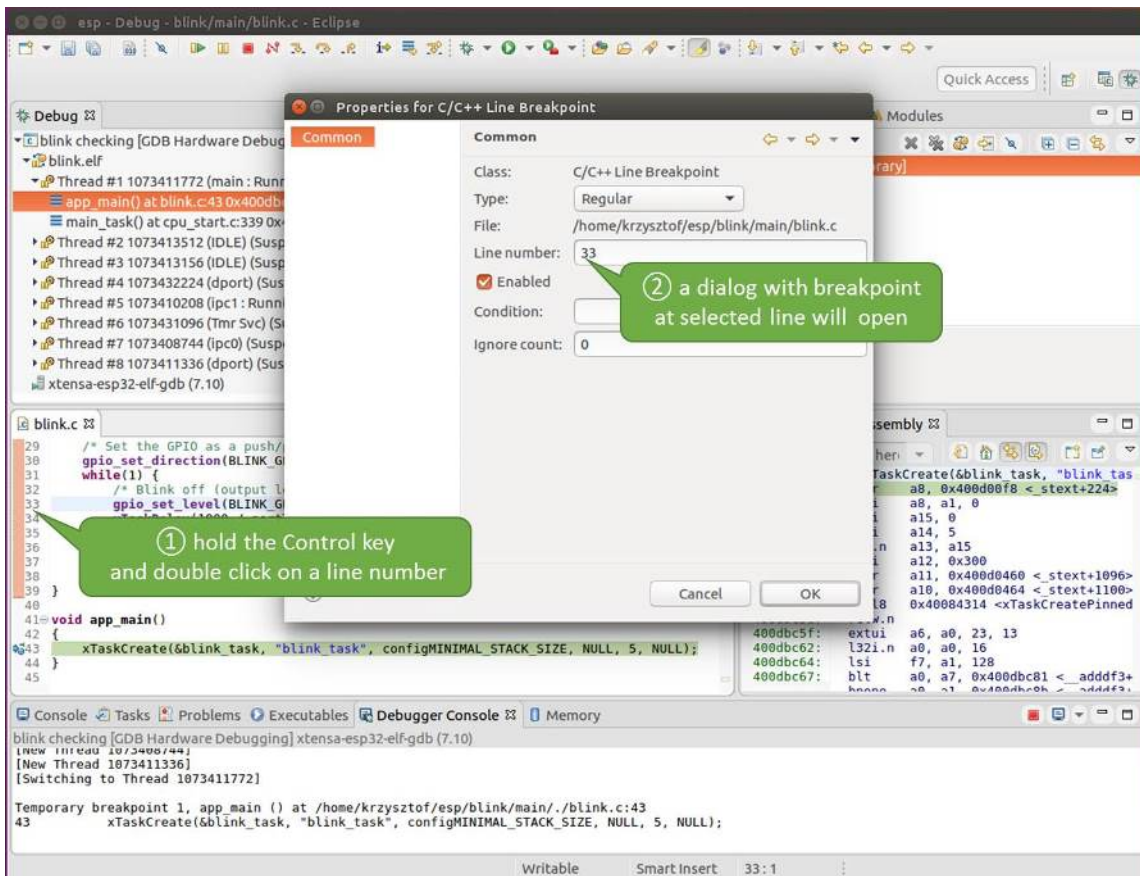 esp - Debug - blink/main/blink.c - Eclipse
Quick Access
Debug
Modules
blink checking [GDB Hardware Debug
blink.elf
Thread #1 1073411772 (main : Runn
app_main() at blink.c:43 0x400db
main_task() at cpu_start.c:339 0x4
Thread #2 1073413512 (IDLE) (Susp
Thread #3 1073413156 (IDLE) (Susp
Thread #4 1073432224 (dport) (Sus
Thread #5 1073410208 (ipc1 : Runni
Thread #6 1073431096 (Tmr Svc) (S
Thread #7 1073408744 (ipc0) (Susp
Thread #8 1073411336 (dport) (Sus
xtensa-esp32-elf-gdb (7.10)
rary]
Properties for C/C++ Line Breakpoint
Common
Common
Class: C/C++ Line Breakpoint
Type: Regular
File: /home/krzysztof/esp/blink/main/blink.c
Line number: 33
Enabled
Condition:
Ignore count: 0
② a dialog with breakpoint
at selected line will open
Cancel OK
blink.c
29 /* Set the GPIO as a push/
30 gpio_set_direction(BLINK_G
31 while(1) {
32 /* Blink off (output l
33 gpio_set_level(BLINK_G
34
35
36
37
38
39 }
40
41 void app_main()
42 {
43 xTaskCreate(&blink_task, "blink_task", configMINIMAL_STACK_SIZE, NULL, 5, NULL);
44 }
45
① hold the Control key
and double click on a line number
ssembly
her
TaskCreate(&blink_task, "blink_tas
r a8, 0x400d00f8 <_stext+224>
i a8, a1, 0
i a15, 0
i a14, 5
.n a13, a15
i a12, 0x300
r a11, 0x400d0460 <_stext+1096>
r a10, 0x400d0464 <_stext+1100>
l8 0x40084314 <xTaskCreatePinned
w.n
400dbc5f: extui a6, a0, 23, 13
400dbc62: l32i.n a0, a0, 16
400dbc64: lsi f7, a1, 128
400dbc67: blt a0, a7, 0x400dbc81 <__adddf3+
Console Tasks Problems Executables Debugger Console Memory
blink checking [GDB Hardware Debugging] xtensa-esp32-elf-gdb (7.10)
[New Thread 1073408744]
[New Thread 1073411336]
[Switching to Thread 1073411772]
Temporary breakpoint 1, app_main () at /home/krzysztof/esp/blink/main/./blink.c:43
43 xTaskCreate(&blink_task, "blink_task", configMINIMAL_STACK_SIZE, NULL, 5, NULL);
Writable Smart Insert 33 : 1